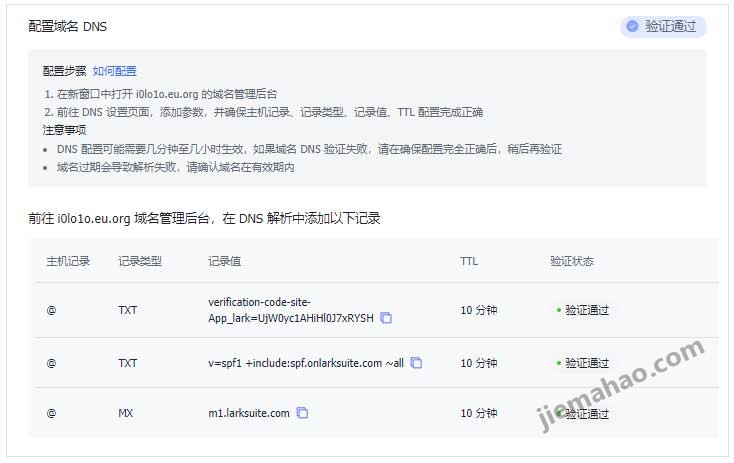 配置域名 DNS
验证通过
配置步骤 如何配置
1. 在新窗口中打开 i0lo1o.eu.org 的域名管理后台
2. 前往 DNS 设置页面，添加参数，并确保主机记录、记录类型、记录值、TTL 配置完成正确
注意事项
• DNS 配置可能需要几分钟至几小时生效，如果域名 DNS 验证失败，请在确保配置完全正确后，稍后再验证
• 域名过期会导致解析失败，请确认域名在有效期内
前往 i0lo1o.eu.org 域名管理后台，在 DNS 解析中添加以下记录
主机记录 记录类型 记录值 TTL 验证状态
verification-code-site-
@ TXT App_lark=UjW0yc1AHiHl0J7xRYSH 10 分钟 验证通过
@ TXT v=spf1 +include:spf.onlarksuite.com ~all 10 分钟 验证通过
@ MX m1.larksuite.com 10 分钟 验证通过
jiemahao.com